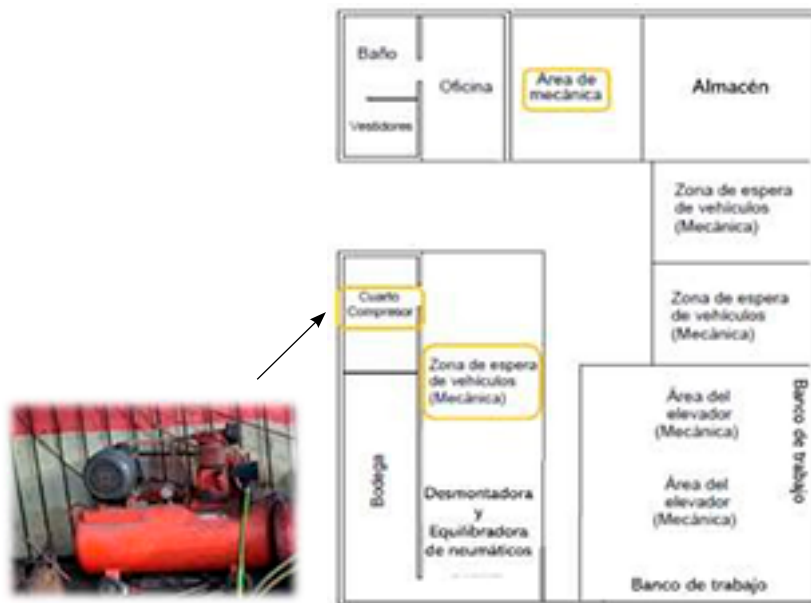 Baño
Vestidores
Oficina
Área de
mecánica
Almacén
Zona de espera
de vehículos
(Mecánica)
Zona de espera
de vehículos
(Mecánica)
Cuarto
Compresor
Zona de espera
de vehículos
(Mecánica)
Bodega
Desmontadora
y
Equilibradora
de neumáticos
Área del
elevador
(Mecánica)
Área del
elevador
(Mecánica)
Banco de trabajo
Banco de trabajo